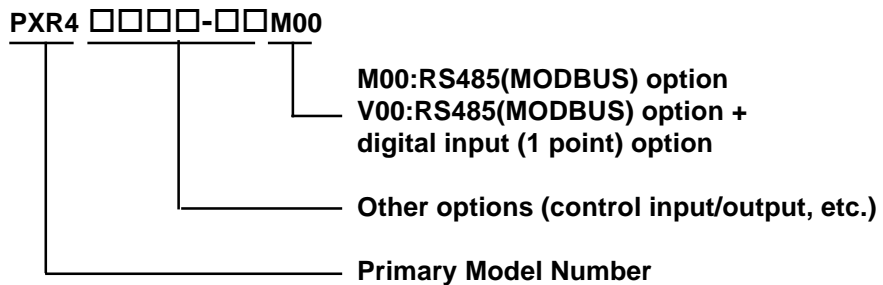 PXR4 □□□□-□□M00
M00:RS485(MODBUS) option
V00:RS485(MODBUS) option +
digital input (1 point) option
Other options (control input/output, etc.)
Primary Model Number